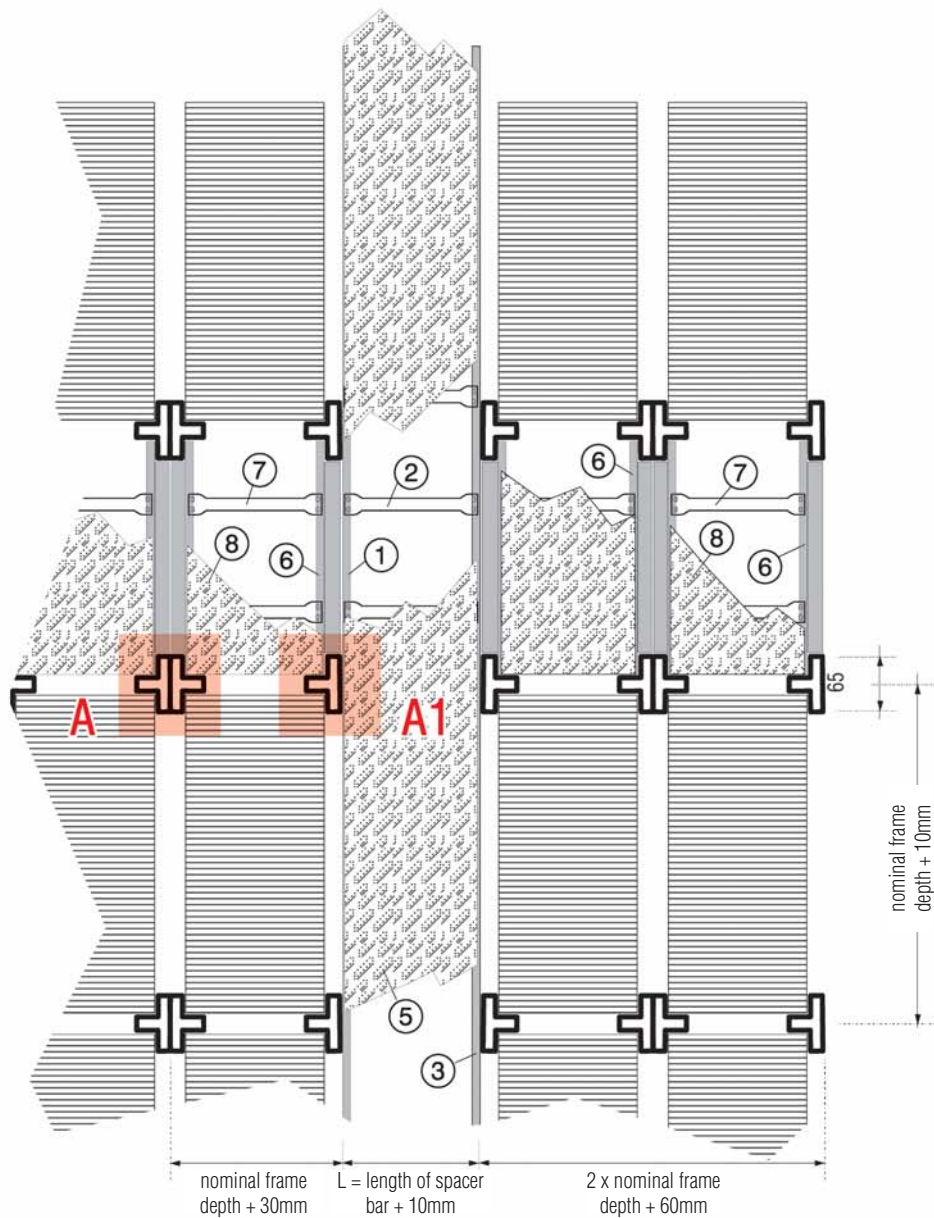 6
7
2
7
8
6
1
8
6
65
A
A1
nominal frame
depth + 10mm
5
3
nominal frame
depth + 30mm
L = length of spacer
bar + 10mm
2 x nominal frame
depth + 60mm